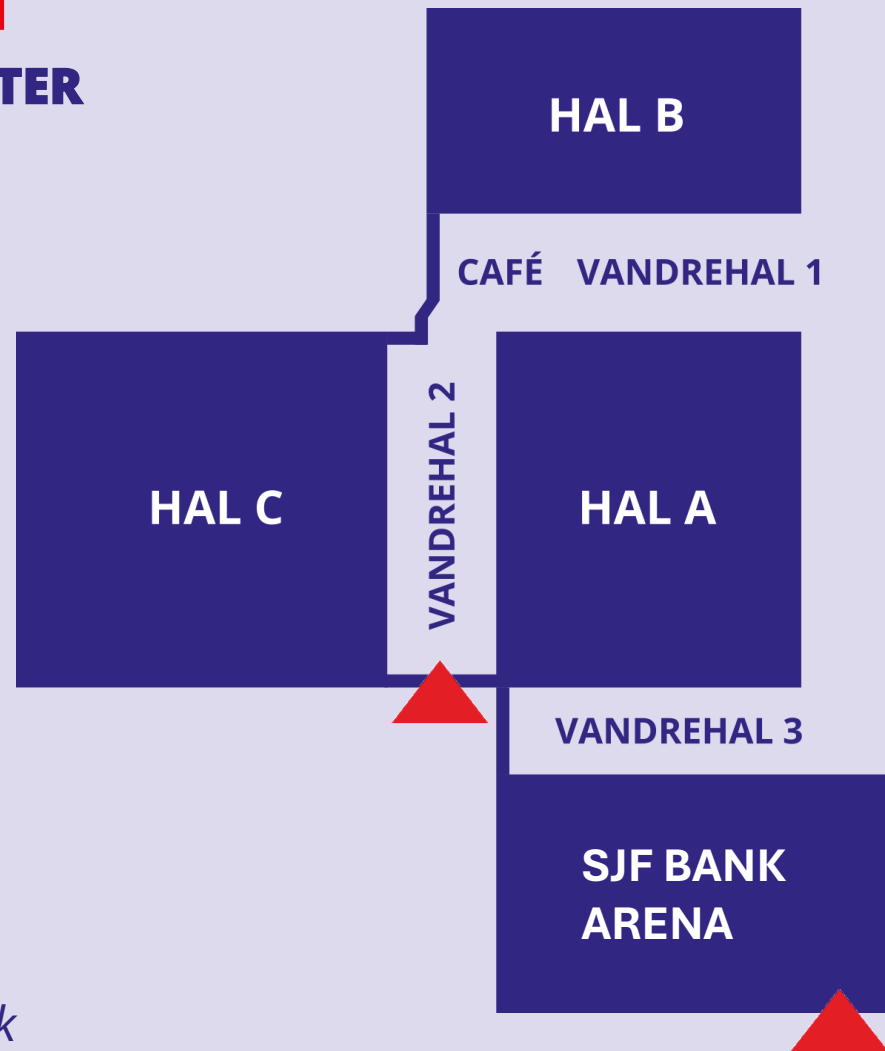 TER
HAL B
CAFÉ VANDREHAL 1
VANDREHAL 2
HAL C
HAL A
VANDREHAL 3
SJF BANK
ARENA
k